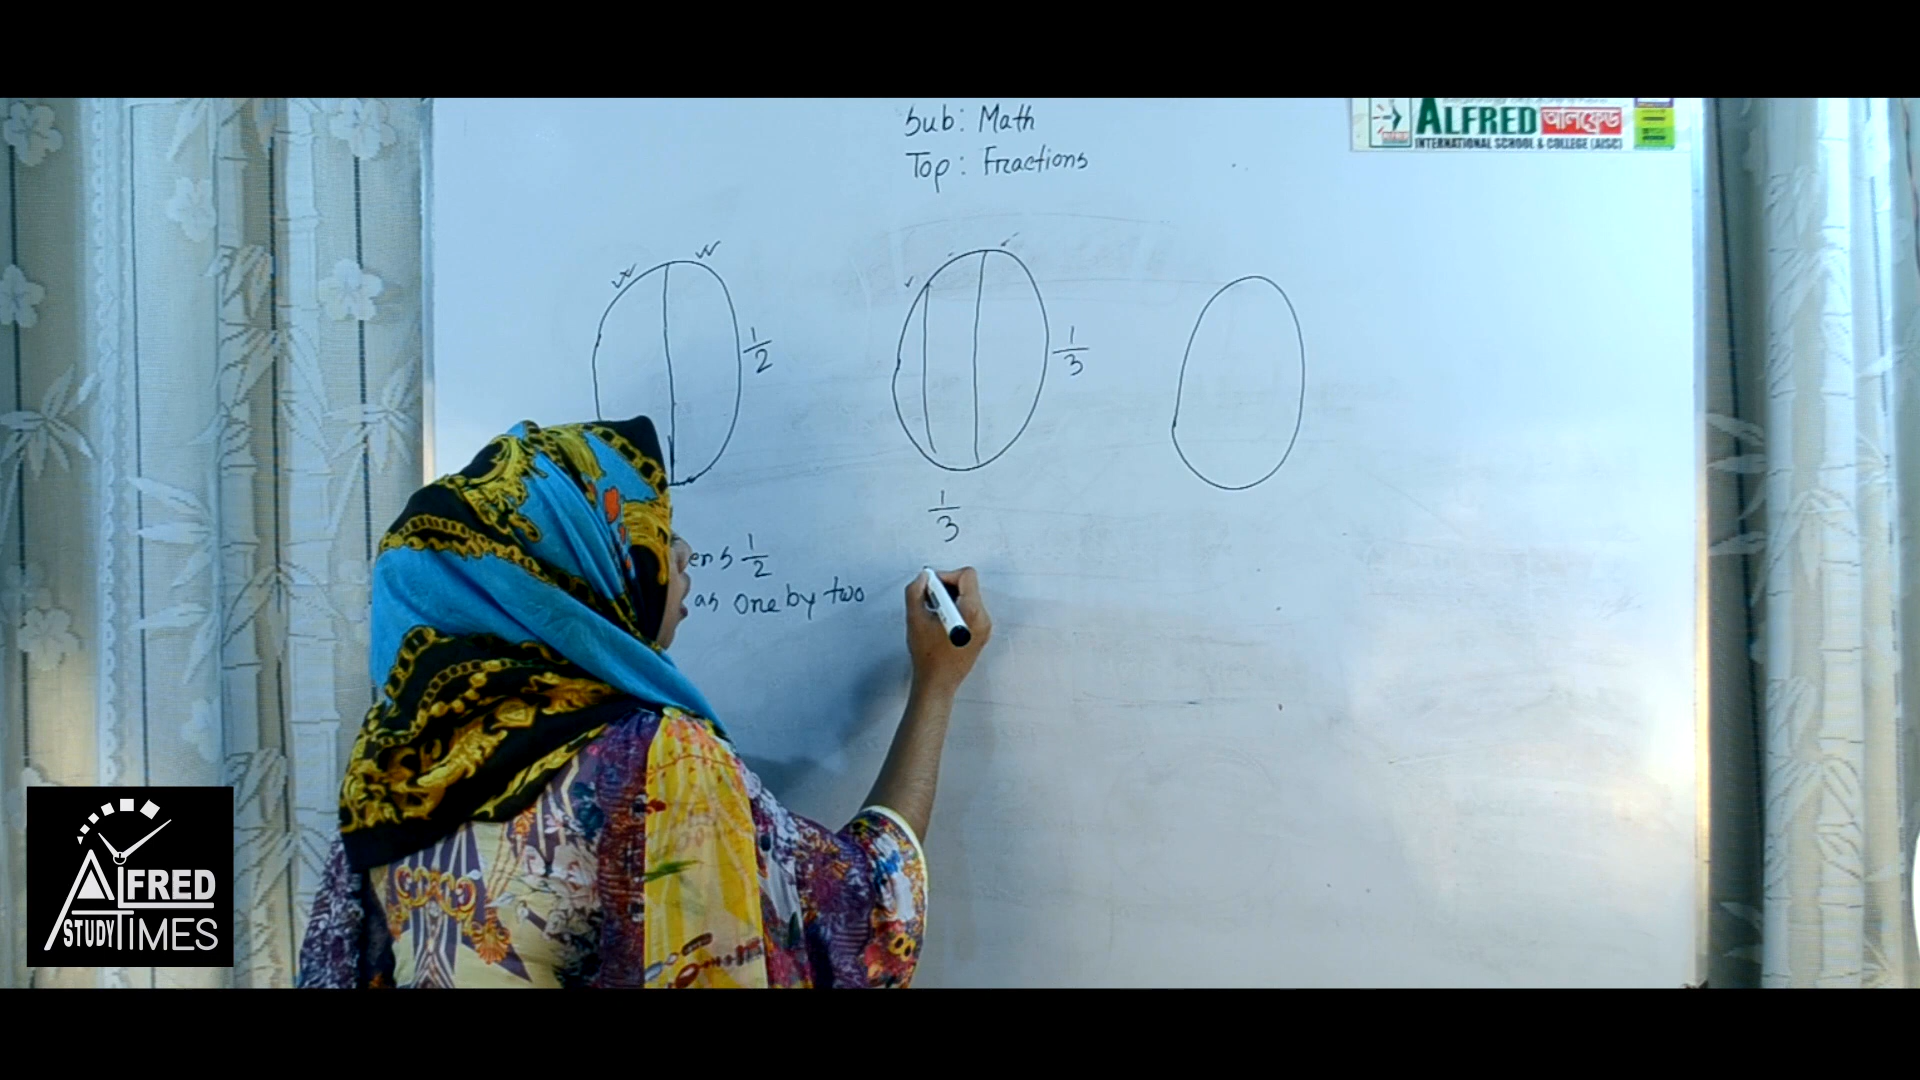 Sub: Math
Top: Fractions
ALFRED আলফ্রেড
INTERNATIONAL SCHOOL & COLLEGE (AISC)
1/2
1/3
1/3
1/2
as One by two
ALFRED
STUDY TIMES